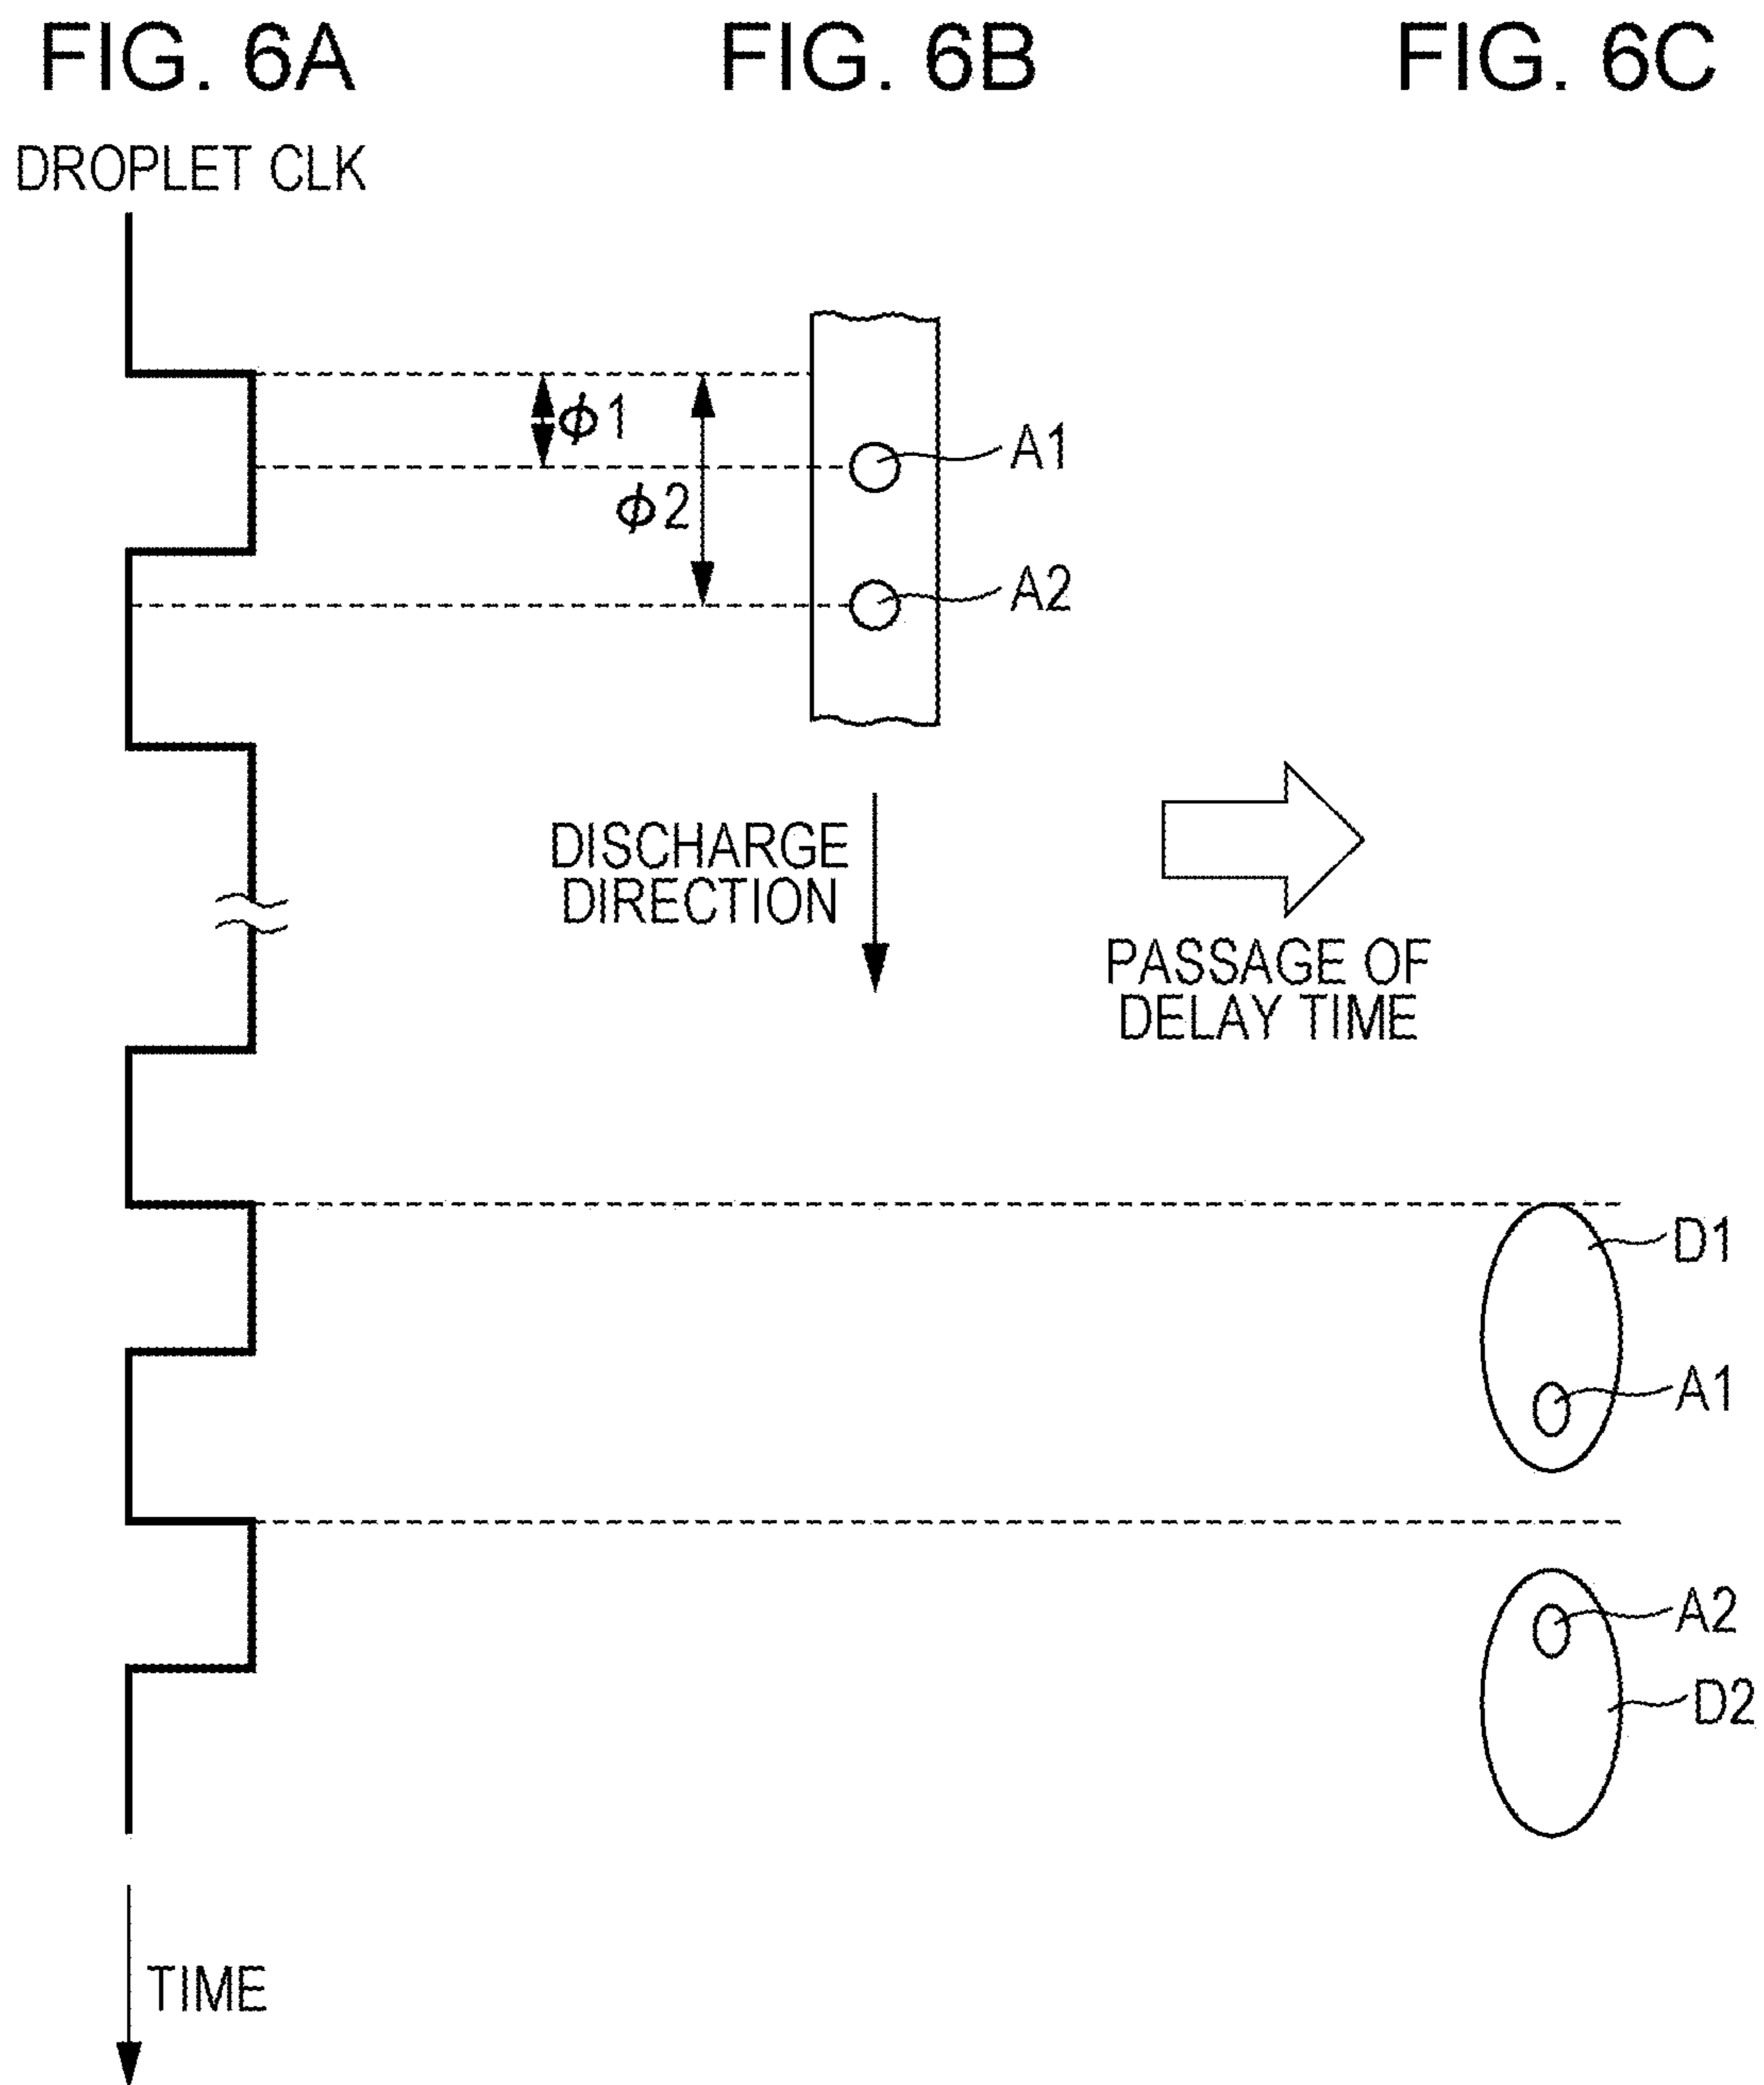 FIG. 6A
FIG. 6B
FIG. 6C
DROPLET CLK
ϕ1
A1
ϕ2
A2
DISCHARGE
DIRECTION
PASSAGE OF
DELAY TIME
D1
A1
A2
D2
TIME